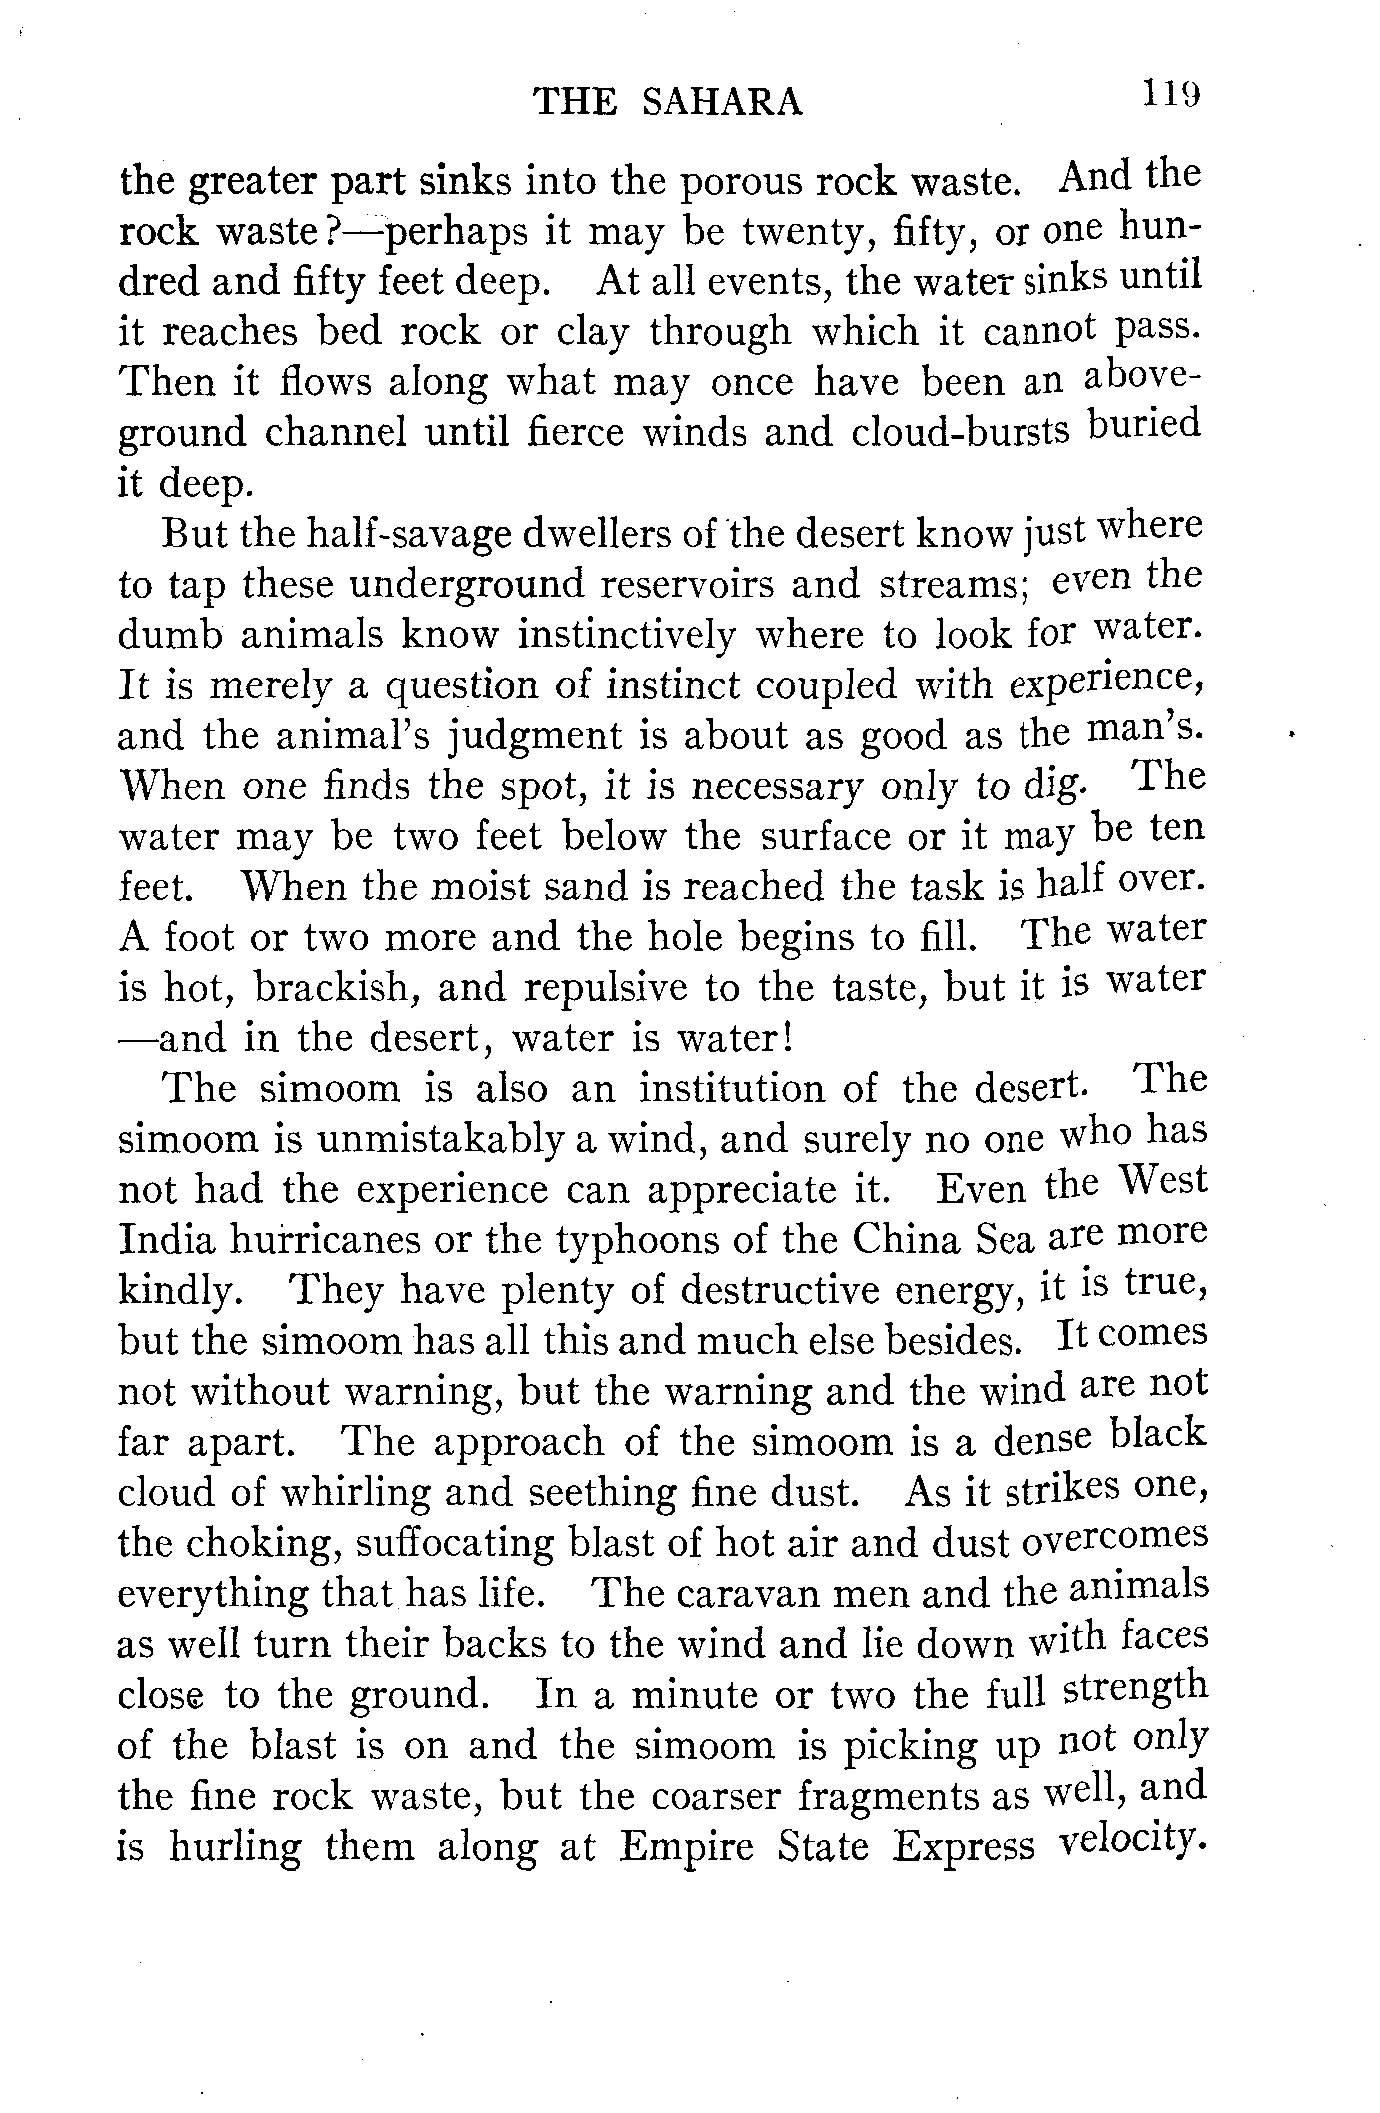 THE SAHARA 119
the greater part sinks into the porous rock waste. And the
rock waste?—perhaps it may be twenty, fifty, or one hun-
dred and fifty feet deep. At all events, the water sinks until
it reaches bed rock or clay through which it cannot pass.
Then it flows along what may once have been an above-
ground channel until fierce winds and cloud-bursts buried
it deep.
But the half-savage dwellers of the desert know just where
to tap these underground reservoirs and streams; even the
dumb animals know instinctively where to look for water.
It is merely a question of instinct coupled with experience,
and the animal's judgment is about as good as the man's.
When one finds the spot, it is necessary only to dig. The
water may be two feet below the surface or it may be ten
feet. When the moist sand is reached the task is half over.
A foot or two more and the hole begins to fill. The water
is hot, brackish, and repulsive to the taste, but it is water
—and in the desert, water is water!
The simoom is also an institution of the desert. The
simoom is unmistakably a wind, and surely no one who has
not had the experience can appreciate it. Even the West
India hurricanes or the typhoons of the China Sea are more
kindly. They have plenty of destructive energy, it is true,
but the simoom has all this and much else besides. It comes
not without warning, but the warning and the wind are not
far apart. The approach of the simoom is a dense black
cloud of whirling and seething fine dust. As it strikes one,
the choking, suffocating blast of hot air and dust overcomes
everything that has life. The caravan men and the animals
as well turn their backs to the wind and lie down with faces
close to the ground. In a minute or two the full strength
of the blast is on and the simoom is picking up not only
the fine rock waste, but the coarser fragments as well, and
is hurling them along at Empire State Express velocity.